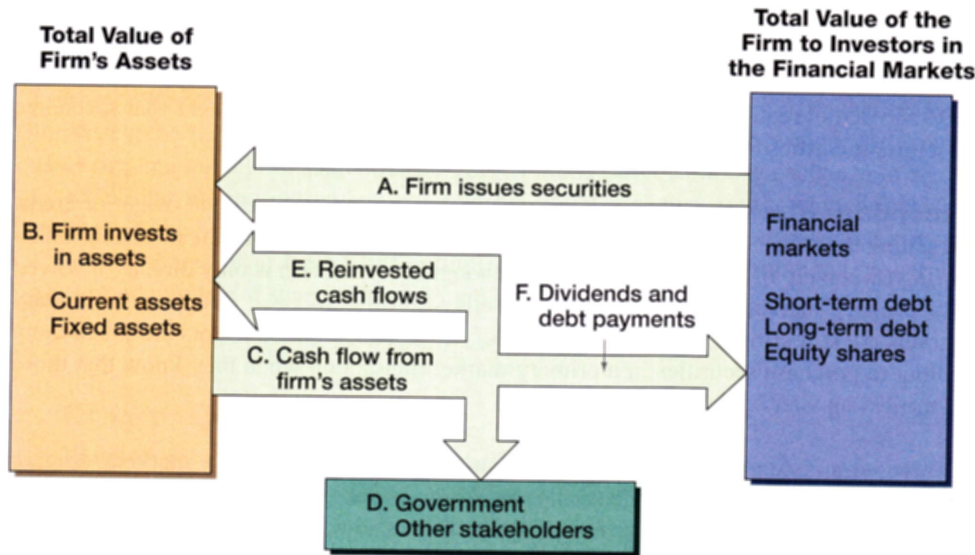 Total Value of
Firm's Assets
Total Value of the
Firm to Investors in
the Financial Markets
A. Firm issues securities
B. Firm invests
in assets
Current assets
Fixed assets
E. Reinvested
cash flows
F. Dividends and
debt payments
C. Cash flow from
firm's assets
Financial
markets
Short-term debt
Long-term debt
Equity shares
D. Government
Other stakeholders